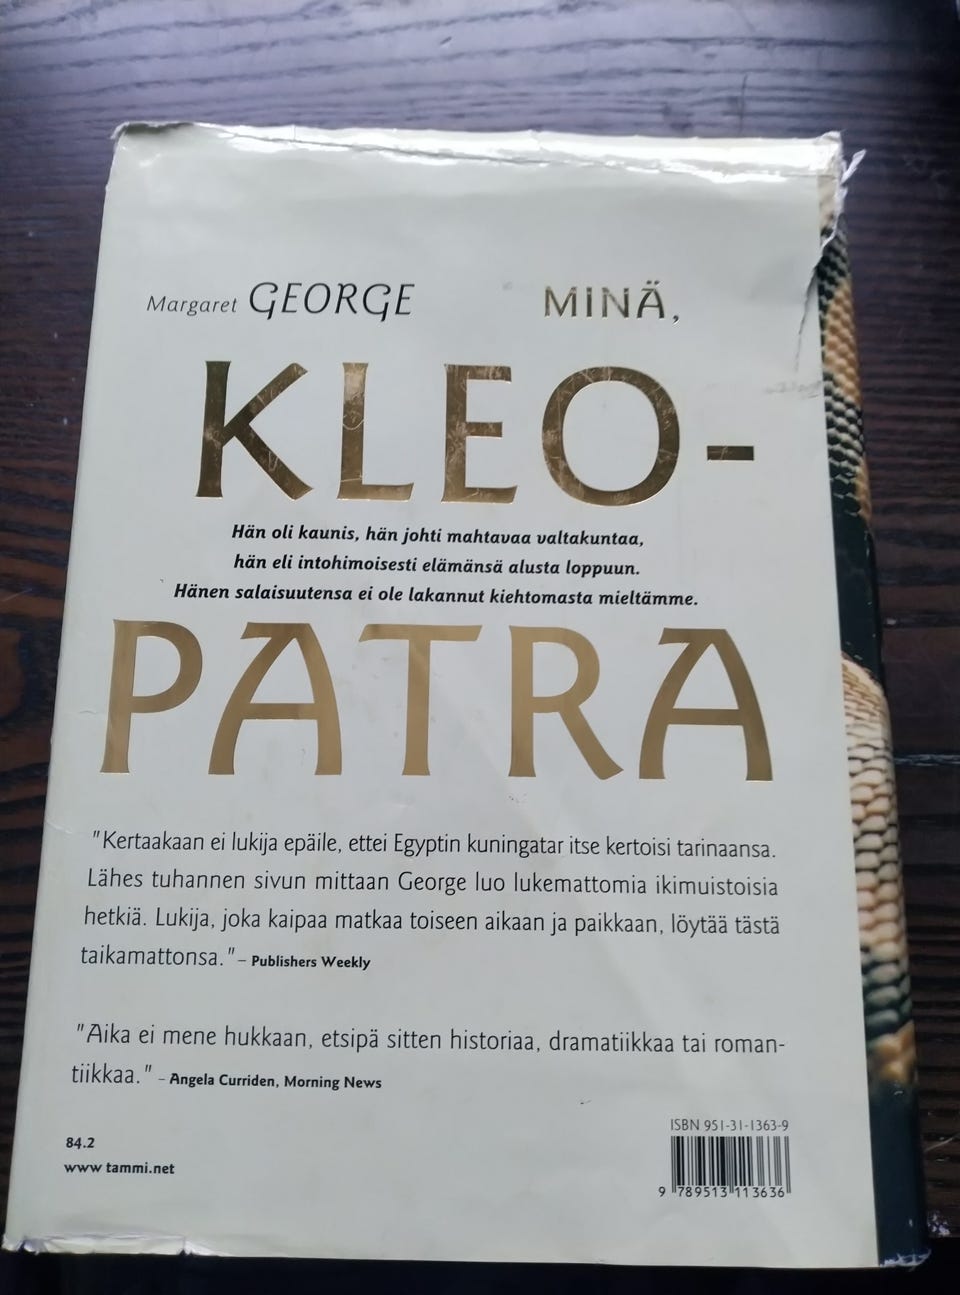 Margaret GEORGE MINÄ,
KLEO-
Hän oli kaunis, hän johti mahtavaa valtakuntaa,
hän eli intohimoisesti elämänsä alusta loppuun.
Hänen salaisuutensa ei ole lakannut kiehtomasta mieltämme.
PATRA
"Kertaakaan ei lukija epäile, ettei Egyptin kuningatar itse kertoisi tarinaansa.
Lähes tuhannen sivun mittaan George luo lukemattomia ikimuistoisia
hetkiä. Lukija, joka kaipaa matkaa toiseen aikaan ja paikkaan, löytää tästä
taikamattonsa." – Publishers Weekly
"Aika ei mene hukkaan, etsipä sitten historiaa, dramatiikkaa tai roman-
tiikkaa." – Angela Curriden, Morning News
84.2
www tammi.net
ISBN 951-31-1363-9
9 789513 113636